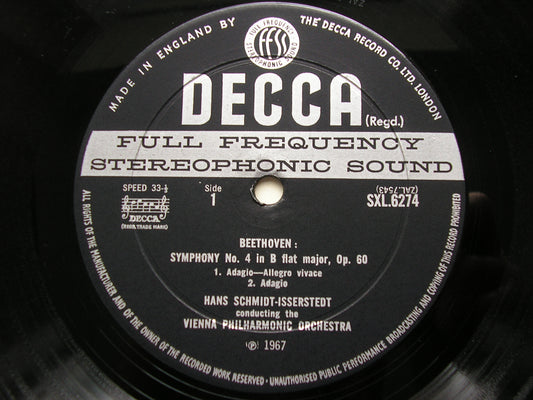 MADE IN ENGLAND BY
THE DECCA RECORD CO., LTD. LONDON
FULL FREQUENCY
ffss
STEREOPHONIC SOUND
DECCA (Regd.)
FULL FREQUENCY
STEREOPHONIC SOUND
SPEED 33⅓
Side
1
(2AL.7543)
SXL.6274
DECCA
(REGD. TRADE MARK)
BEETHOVEN :
SYMPHONY No. 4 in B flat major, Op. 60
1. Adagio—Allegro vivace
2. Adagio
HANS SCHMIDT-ISSERSTEDT
conducting the
VIENNA PHILHARMONIC ORCHESTRA
℗ 1967
ALL RIGHTS OF THE MANUFACTURER AND OF THE OWNER OF THE RECORDED WORK RESERVED · UNAUTHORISED PUBLIC PERFORMANCE BROADCASTING AND COPYING OF THIS RECORD PROHIBITED